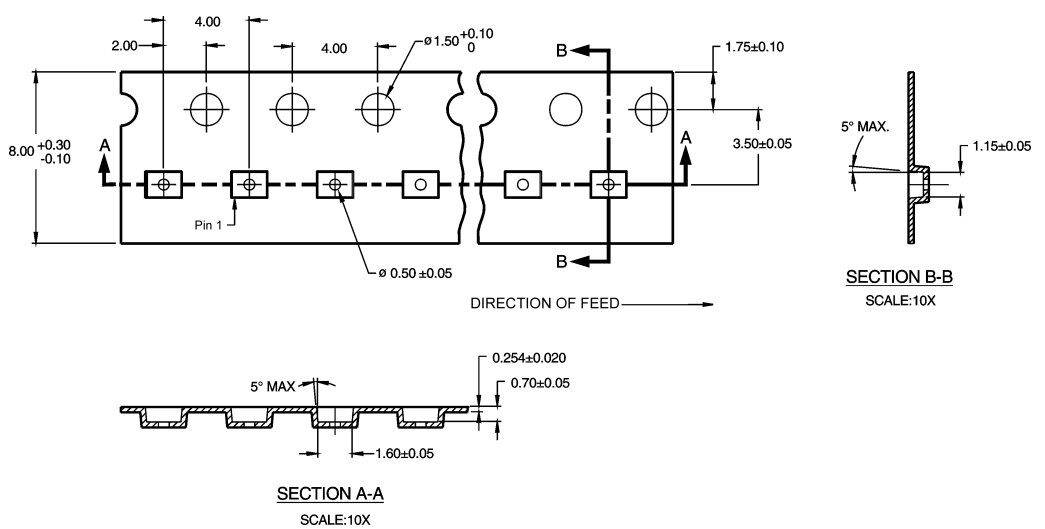 4.00
2.00
4.00
ø1.50 +0.10
0
B
1.75±0.10
8.00 +0.30
-0.10
A
A
3.50±0.05
5° MAX.
1.15±0.05
Pin 1
ø 0.50 ±0.05
B
SECTION B-B
SCALE:10X
DIRECTION OF FEED
0.254±0.020
5° MAX
0.70±0.05
1.60±0.05
SECTION A-A
SCALE:10X